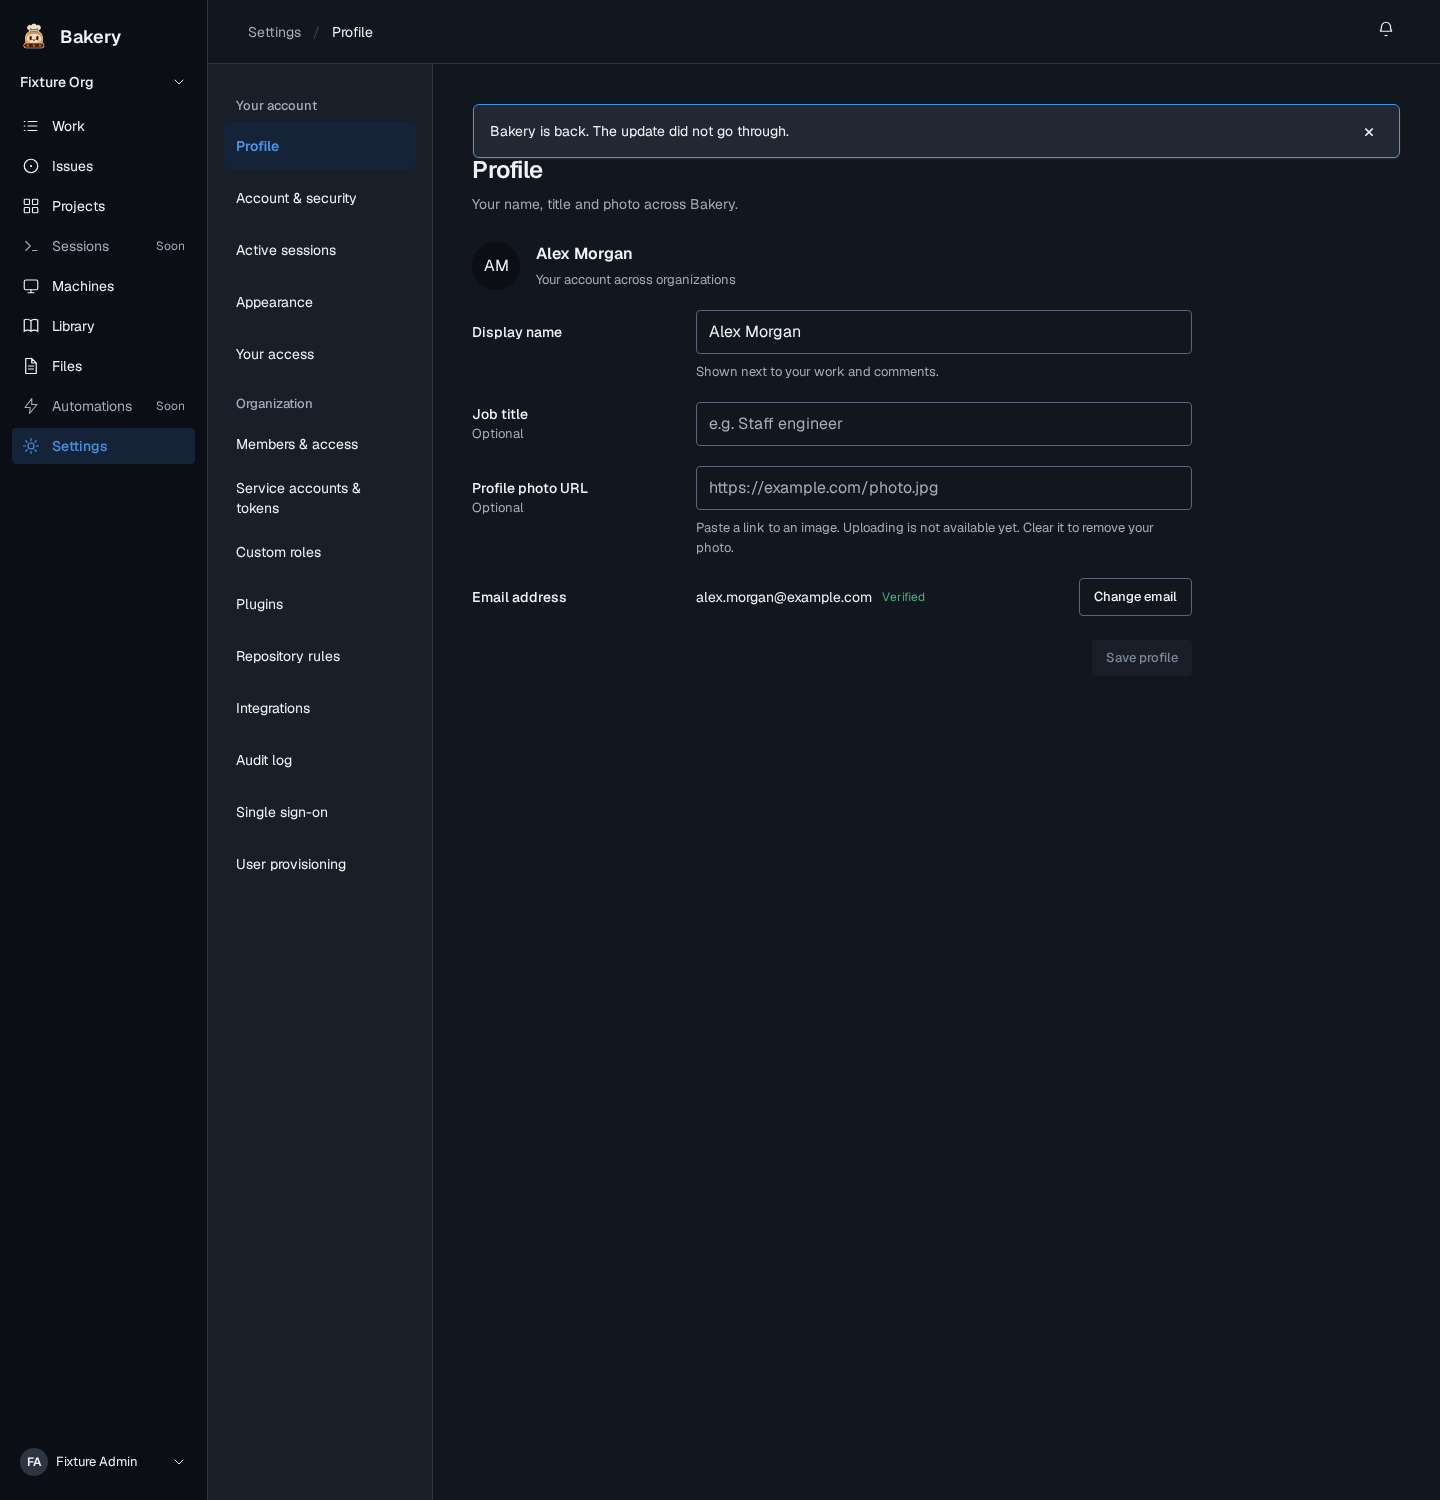 Bakery
Fixture Org
Work
Issues
Projects
Sessions Soon
Machines
Library
Files
Automations Soon
Settings
FA Fixture Admin
Settings / Profile
Your account
Profile
Account & security
Active sessions
Appearance
Your access
Organization
Members & access
Service accounts &
tokens
Custom roles
Plugins
Repository rules
Integrations
Audit log
Single sign-on
User provisioning
Bakery is back. The update did not go through.
Profile
Your name, title and photo across Bakery.
AM
Alex Morgan
Your account across organizations
Display name
Alex Morgan
Shown next to your work and comments.
Job title
Optional
e.g. Staff engineer
Profile photo URL
Optional
https://example.com/photo.jpg
Paste a link to an image. Uploading is not available yet. Clear it to remove your
photo.
Email address
alex.morgan@example.com Verified
Change email
Save profile